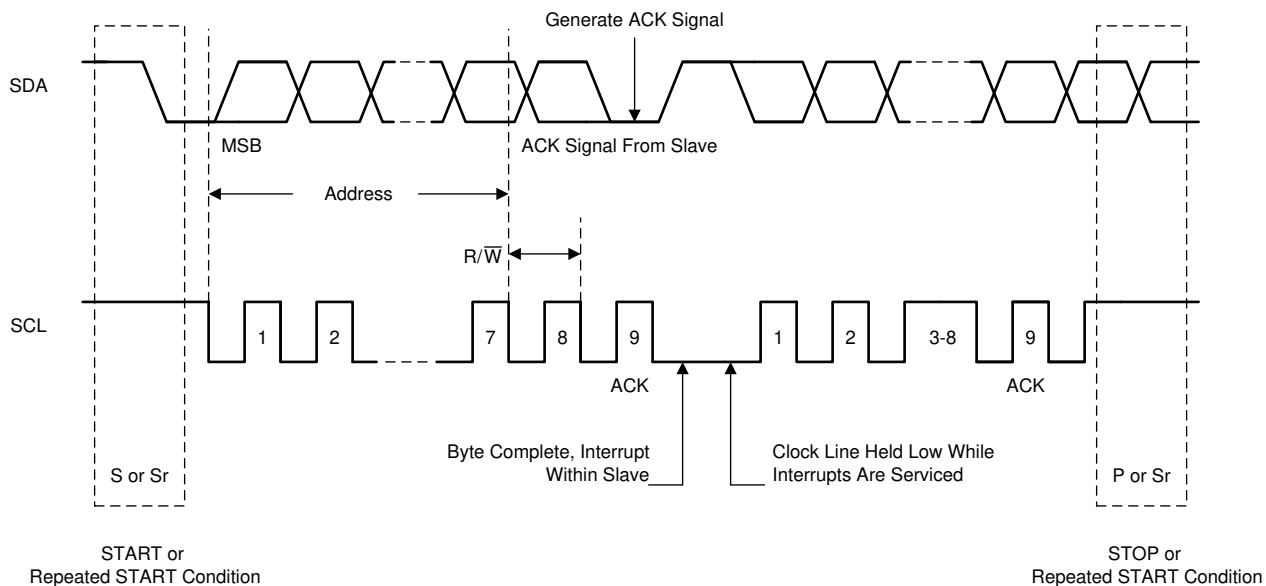 Generate ACK Signal
SDA
MSB
ACK Signal From Slave
Address
R/W̅
SCL
1
2
7
8
9
1
2
3-8
9
ACK
ACK
Byte Complete, Interrupt
Within Slave
Clock Line Held Low While
Interrupts Are Serviced
S or Sr
P or Sr
START or
Repeated START Condition
STOP or
Repeated START Condition